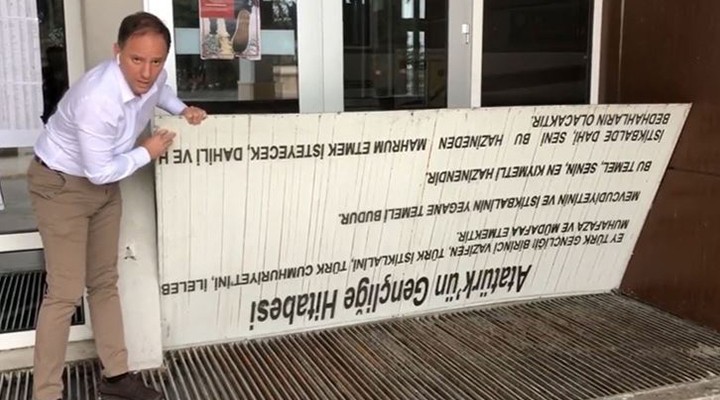 Atatürk'ün Gençliğe Hitabesi
EY TÜRK GENÇLİĞİ! BİRİNCİ VAZİFEN, TÜRK İSTİKLALİNİ, TÜRK CUMHURİYETİNİ, İLELEB
MUHAFAZA VE MÜDAFAA ETMEKTİR.
MEVCUDİYETİNİN VE İSTİKBALİNİN YEGANE TEMELİ BUDUR.
BU TEMEL, SENİN, EN KIYMETLİ HAZİNENDİR.
İSTİKBALDE DAHİ, SENİ BU HAZİNEDEN MAHRUM ETMEK İSTEYECEK, DAHİLİ VE H
BEDHAHLARIN OLACAKTIR.